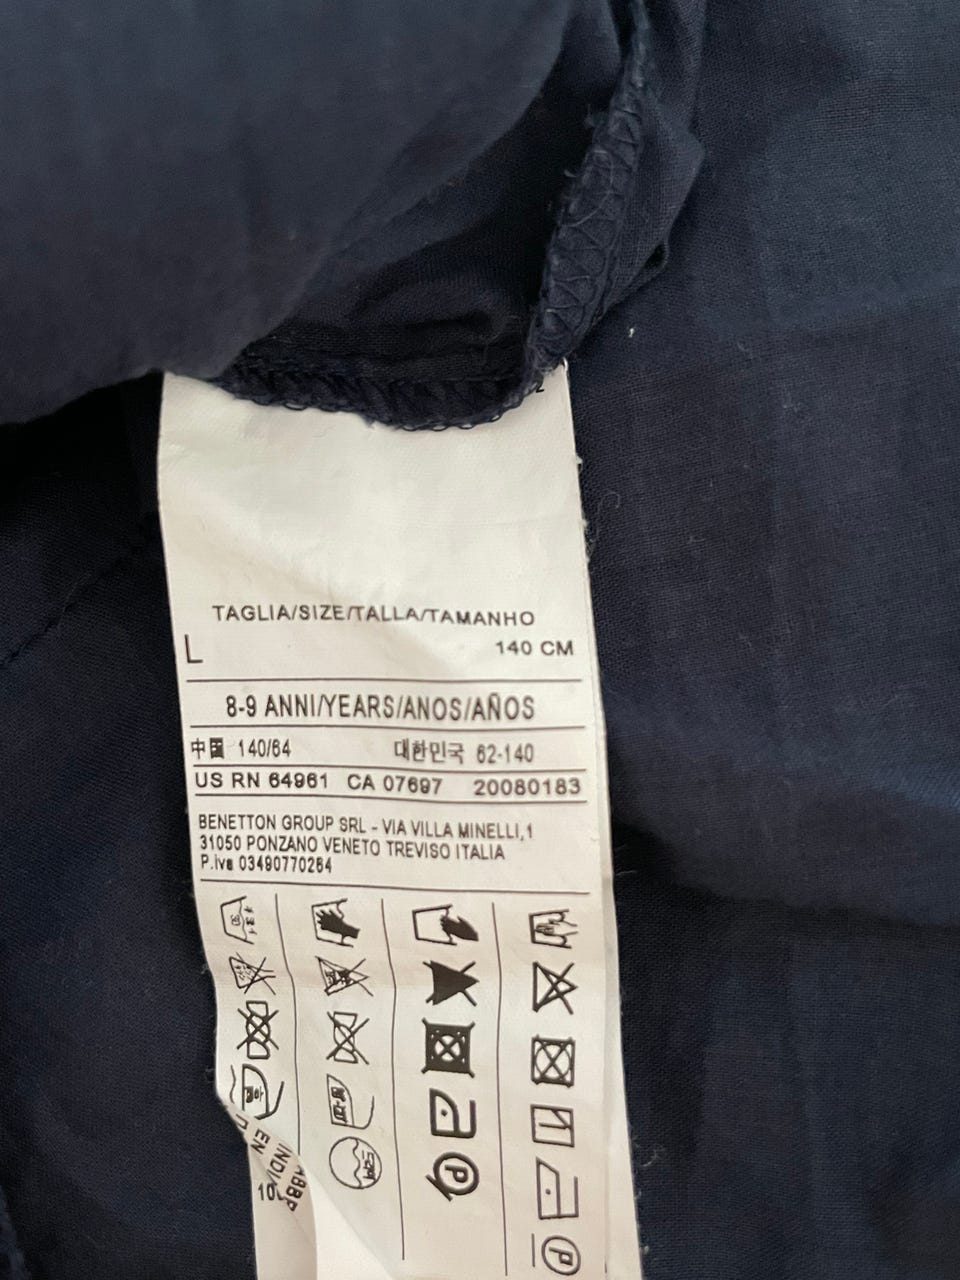 TAGLIA/SIZE/TALLA/TAMANHO
L 140 CM
8-9 ANNI/YEARS/ANOS/AÑOS
中国 140/64 대한민국 62-140
US RN 64961 CA 07697 20080183
BENETTON GROUP SRL - VIA VILLA MINELLI,1
31050 PONZANO VENETO TREVISO ITALIA
P.iva 03490770264
P
P
EN
10